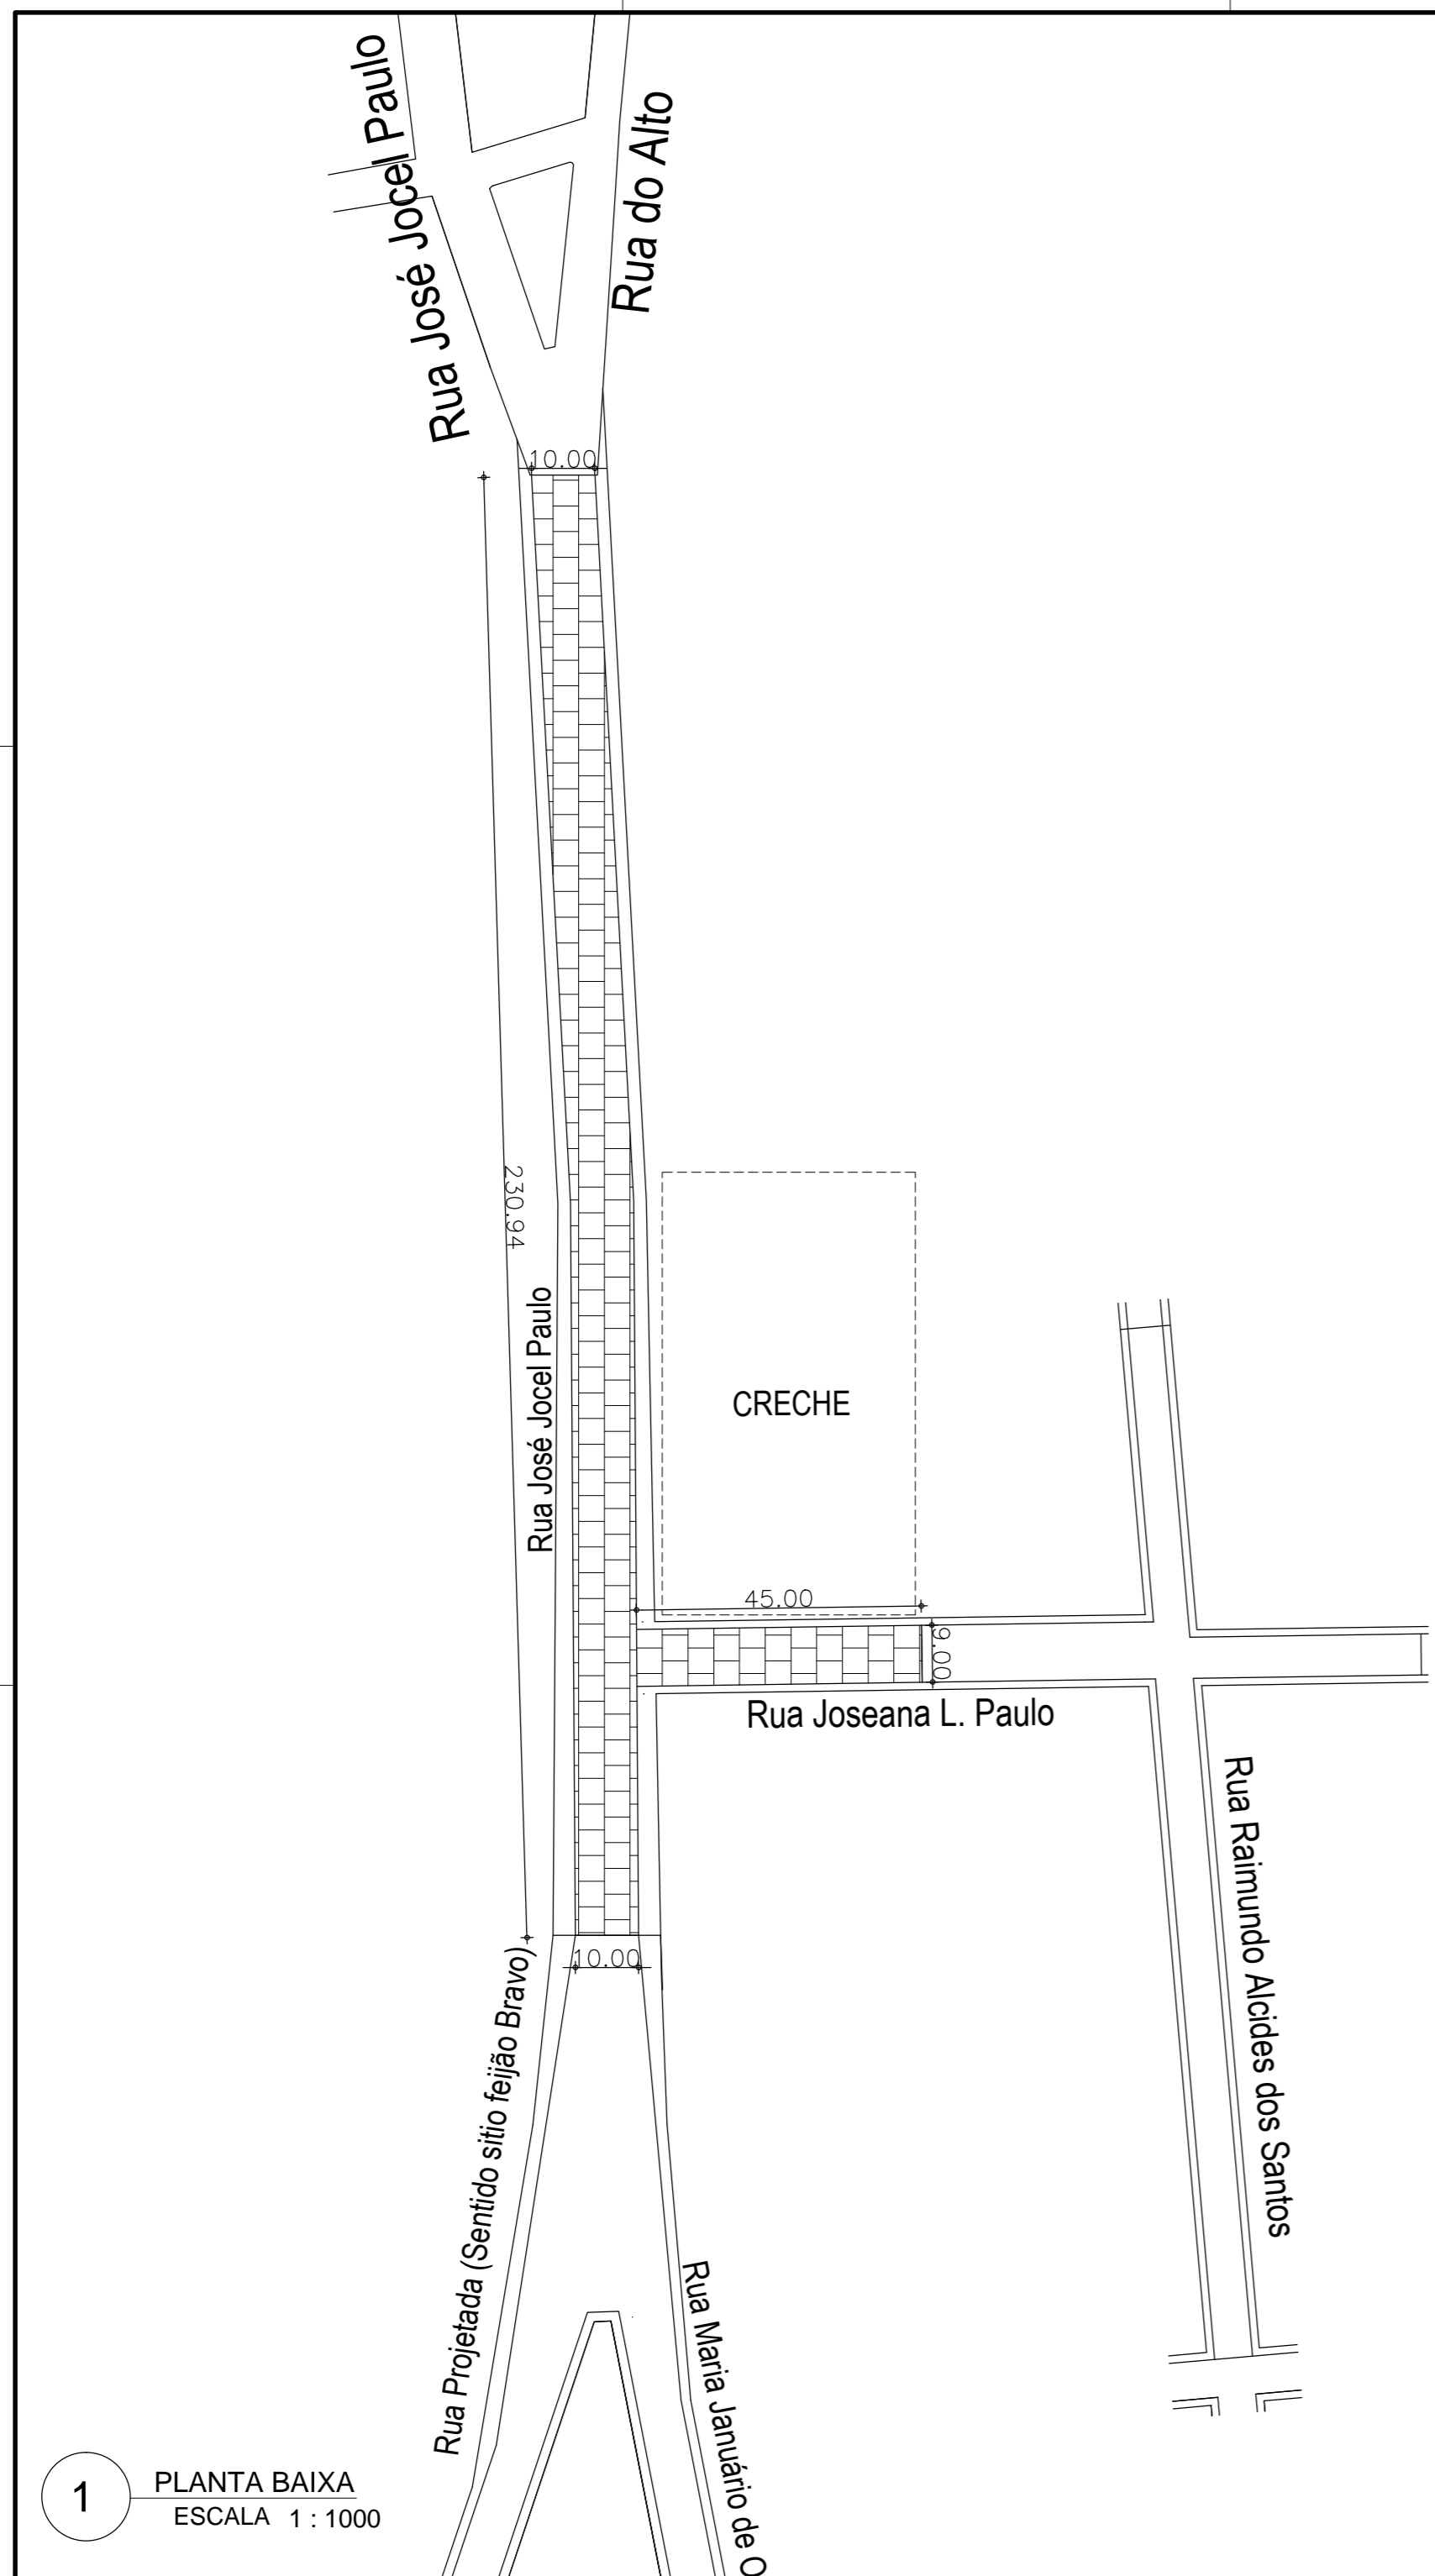 Rua José Jocel Paulo
Rua do Alto
10.00
230.94
Rua José Jocel Paulo
CRECHE
45.00
9.00
Rua Joseana L. Paulo
Rua Raimundo Alcides dos Santos
10.00
Rua Projetada (Sentido sitio feijão Bravo)
Rua Maria Januário de O
1
PLANTA BAIXA
ESCALA 1 : 1000